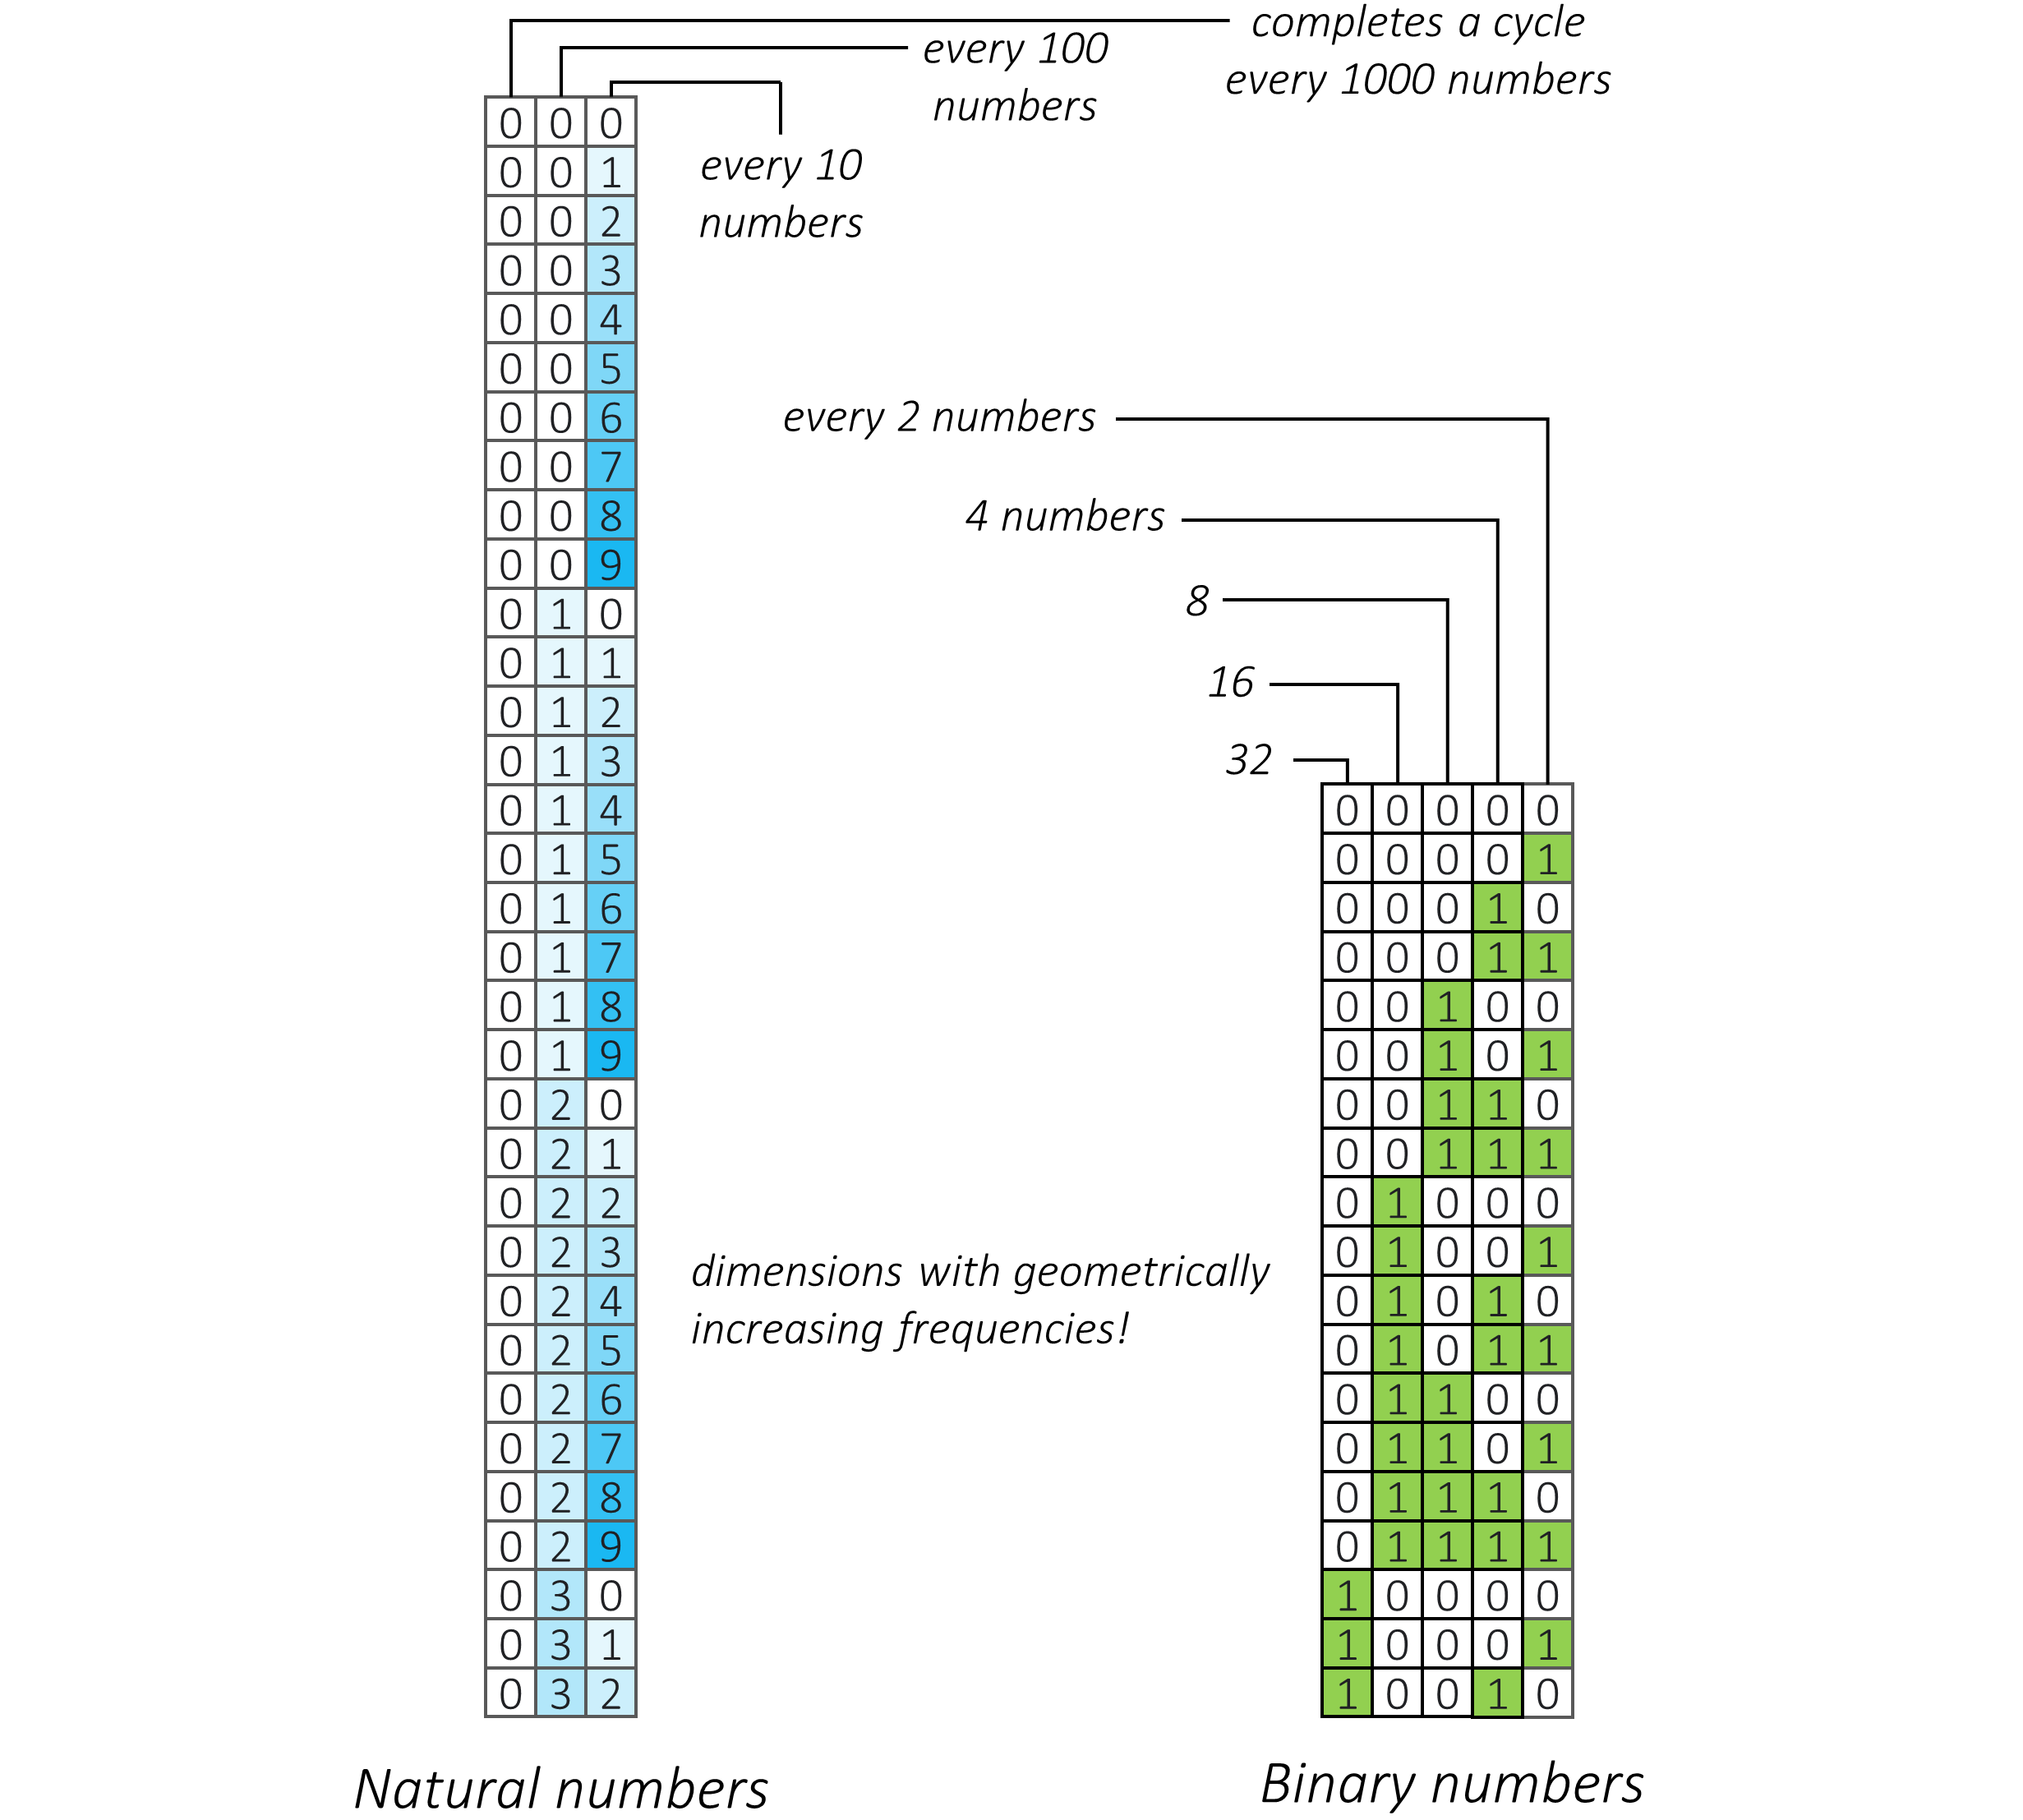 completes a cycle
every 1000 numbers
every 100
numbers
every 10
numbers
0 0 0
0 0 1
0 0 2
0 0 3
0 0 4
0 0 5
0 0 6
0 0 7
0 0 8
0 0 9
0 1 0
0 1 1
0 1 2
0 1 3
0 1 4
0 1 5
0 1 6
0 1 7
0 1 8
0 1 9
0 2 0
0 2 1
0 2 2
0 2 3
0 2 4
0 2 5
0 2 6
0 2 7
0 2 8
0 2 9
0 3 0
0 3 1
0 3 2
Natural numbers
dimensions with geometrically
increasing frequencies!
every 2 numbers
4 numbers
8
16
32
0 0 0 0 0
0 0 0 0 1
0 0 0 1 0
0 0 0 1 1
0 0 1 0 0
0 0 1 0 1
0 0 1 1 0
0 0 1 1 1
0 1 0 0 0
0 1 0 0 1
0 1 0 1 0
0 1 0 1 1
0 1 1 0 0
0 1 1 0 1
0 1 1 1 0
0 1 1 1 1
1 0 0 0 0
1 0 0 0 1
1 0 0 1 0
Binary numbers